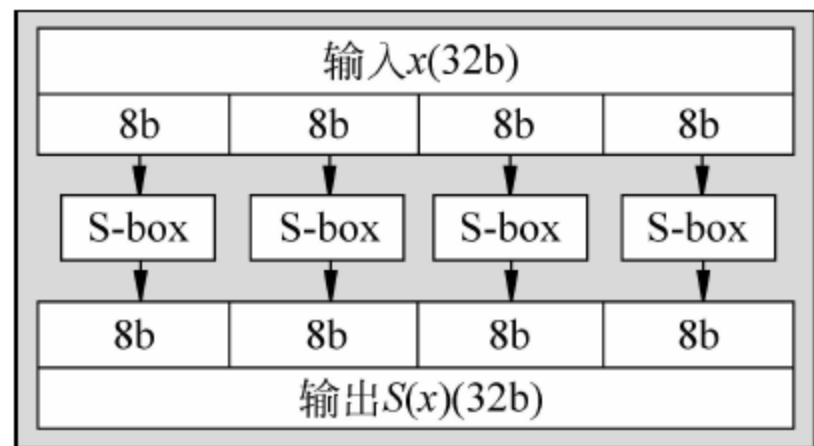 输入x(32b)
8b 8b 8b 8b
S-box S-box S-box S-box
8b 8b 8b 8b
输出S(x)(32b)